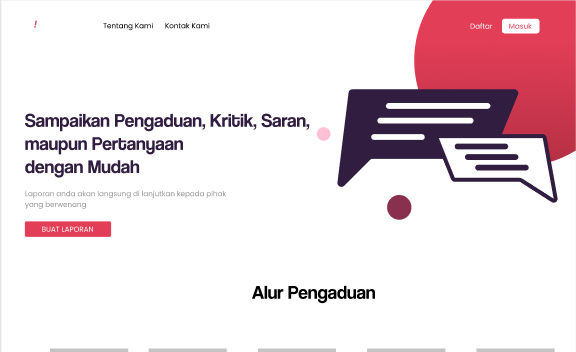 !
Tentang Kami
Kontak Kami
Daftar
Masuk
Sampaikan Pengaduan, Kritik, Saran,
maupun Pertanyaan
dengan Mudah
Laporan anda akan langsung di lanjutkan kepada pihak
yang berwenang
BUAT LAPORAN
Alur Pengaduan